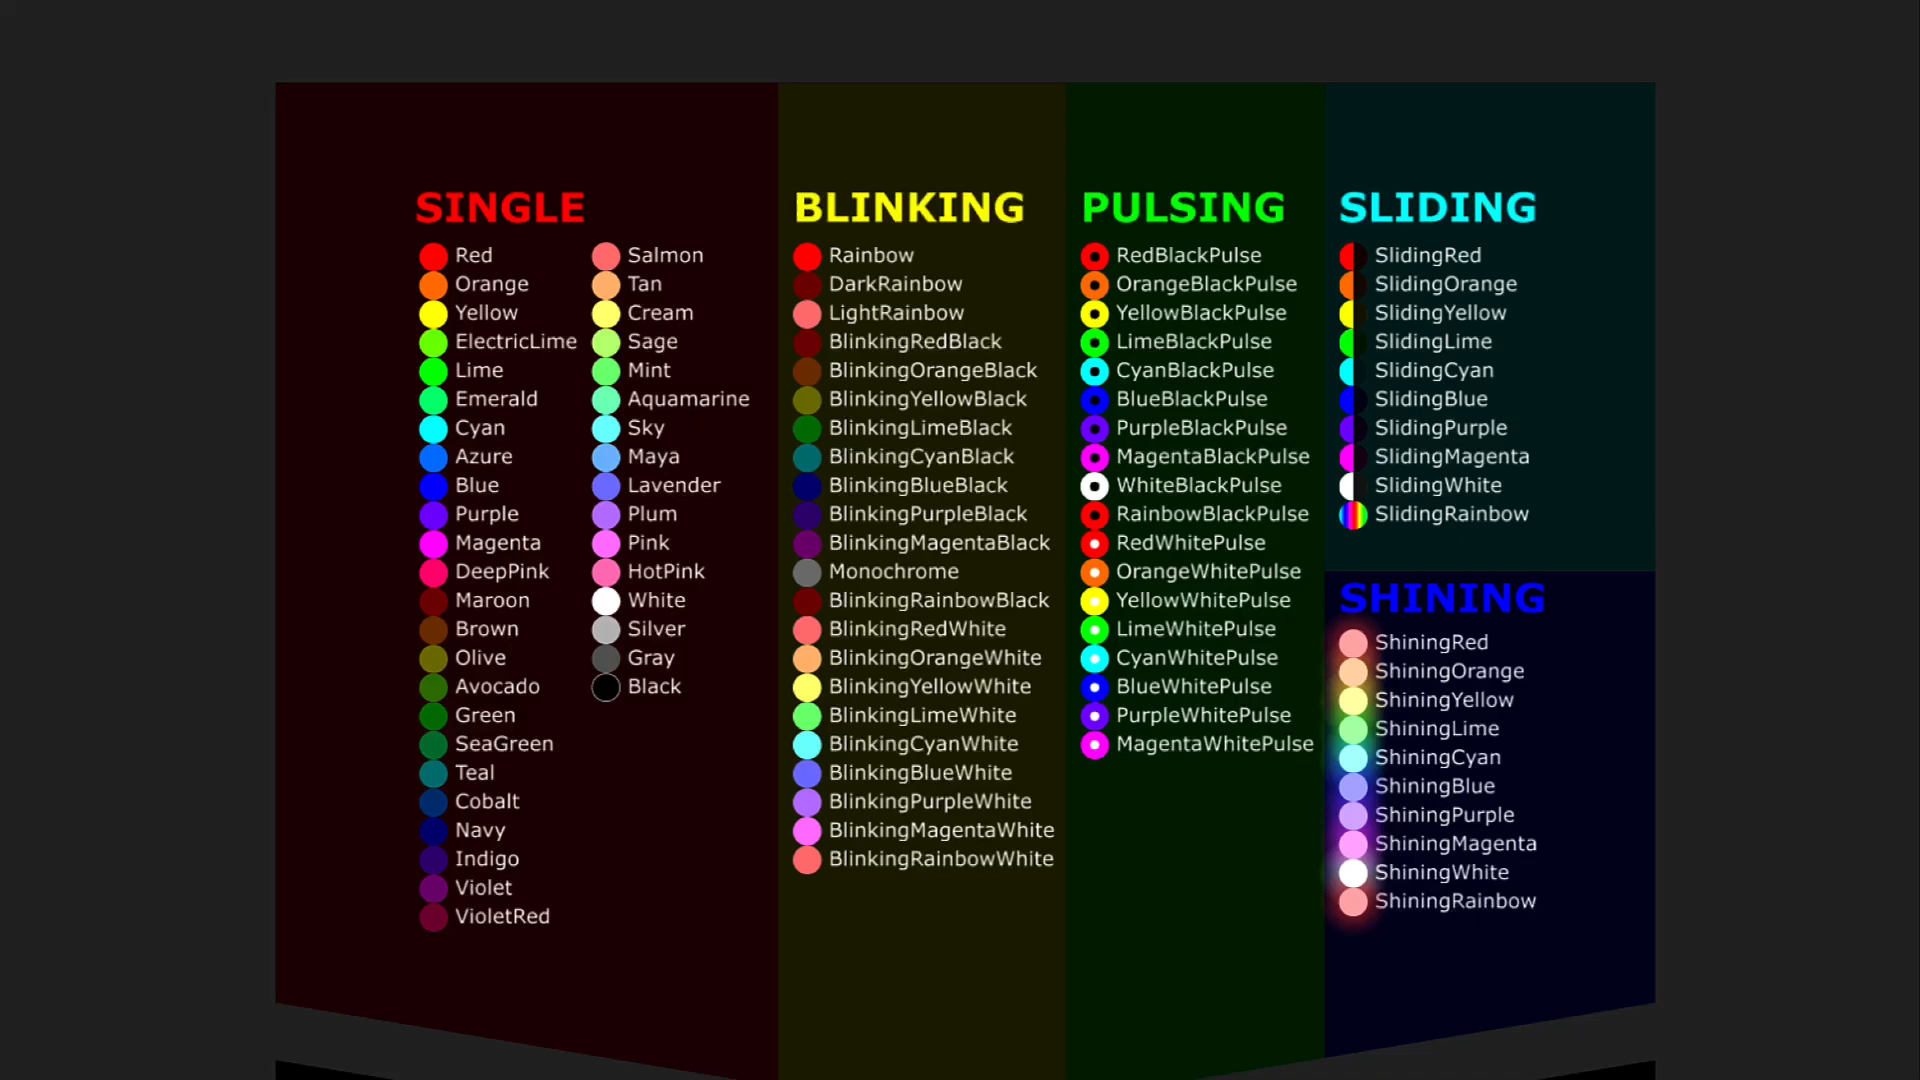 SINGLE
Red
Orange
Yellow
ElectricLime
Lime
Emerald
Cyan
Azure
Blue
Purple
Magenta
DeepPink
Maroon
Brown
Olive
Avocado
Green
SeaGreen
Teal
Cobalt
Navy
Indigo
Violet
VioletRed
Salmon
Tan
Cream
Sage
Mint
Aquamarine
Sky
Maya
Lavender
Plum
Pink
HotPink
White
Silver
Gray
Black
BLINKING
Rainbow
DarkRainbow
LightRainbow
BlinkingRedBlack
BlinkingOrangeBlack
BlinkingYellowBlack
BlinkingLimeBlack
BlinkingCyanBlack
BlinkingBlueBlack
BlinkingPurpleBlack
BlinkingMagentaBlack
Monochrome
BlinkingRainbowBlack
BlinkingRedWhite
BlinkingOrangeWhite
BlinkingYellowWhite
BlinkingLimeWhite
BlinkingCyanWhite
BlinkingBlueWhite
BlinkingPurpleWhite
BlinkingMagentaWhite
BlinkingRainbowWhite
PULSING
RedBlackPulse
OrangeBlackPulse
YellowBlackPulse
LimeBlackPulse
CyanBlackPulse
BlueBlackPulse
PurpleBlackPulse
MagentaBlackPulse
WhiteBlackPulse
RainbowBlackPulse
RedWhitePulse
OrangeWhitePulse
YellowWhitePulse
LimeWhitePulse
CyanWhitePulse
BlueWhitePulse
PurpleWhitePulse
MagentaWhitePulse
SLIDING
SlidingRed
SlidingOrange
SlidingYellow
SlidingLime
SlidingCyan
SlidingBlue
SlidingPurple
SlidingMagenta
SlidingWhite
SlidingRainbow
SHINING
ShiningRed
ShiningOrange
ShiningYellow
ShiningLime
ShiningCyan
ShiningBlue
ShiningPurple
ShiningMagenta
ShiningWhite
ShiningRainbow